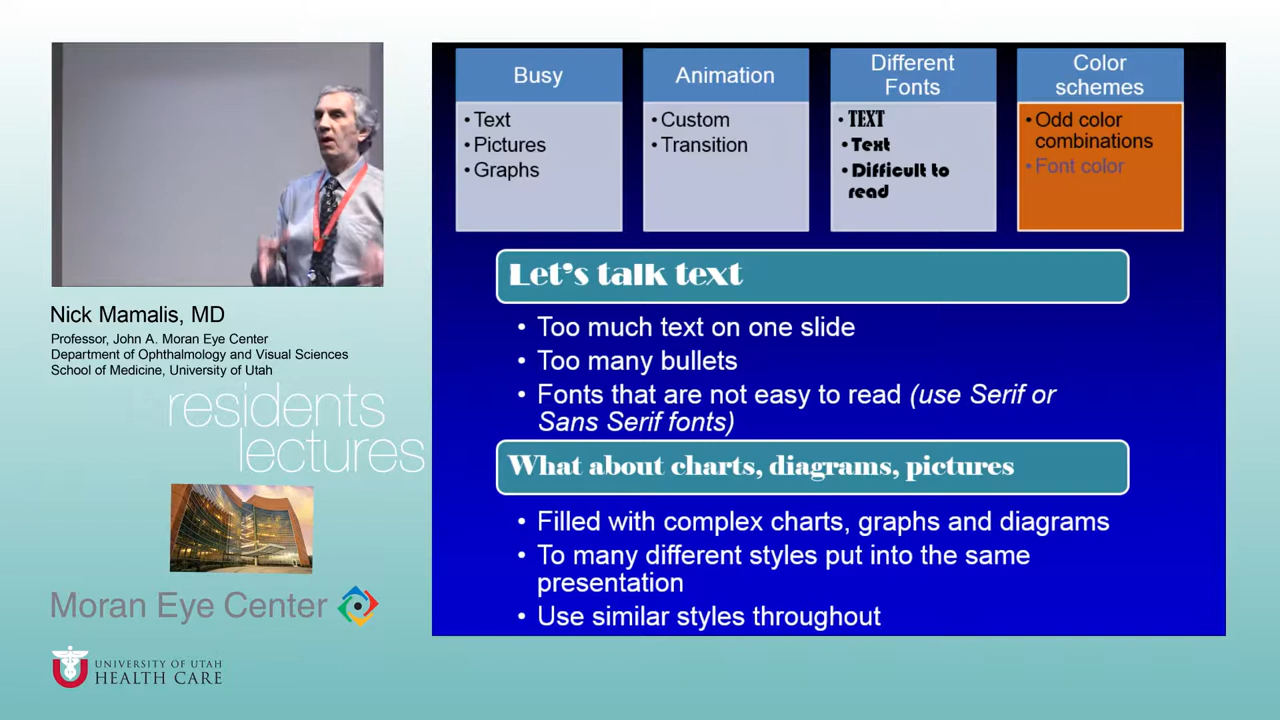 Busy
• Text
• Pictures
• Graphs
Animation
• Custom
• Transition
Different
Fonts
• TEXT
• Text
• Difficult to
read
Color
schemes
• Odd color
combinations
• Font color
Let's talk text
• Too much text on one slide
• Too many bullets
• Fonts that are not easy to read (use Serif or
Sans Serif fonts)
What about charts, diagrams, pictures
• Filled with complex charts, graphs and diagrams
• To many different styles put into the same
presentation
• Use similar styles throughout
Nick Mamalis, MD
Professor, John A. Moran Eye Center
Department of Ophthalmology and Visual Sciences
School of Medicine, University of Utah
residents
lectures
Moran Eye Center
UNIVERSITY OF UTAH
HEALTH CARE